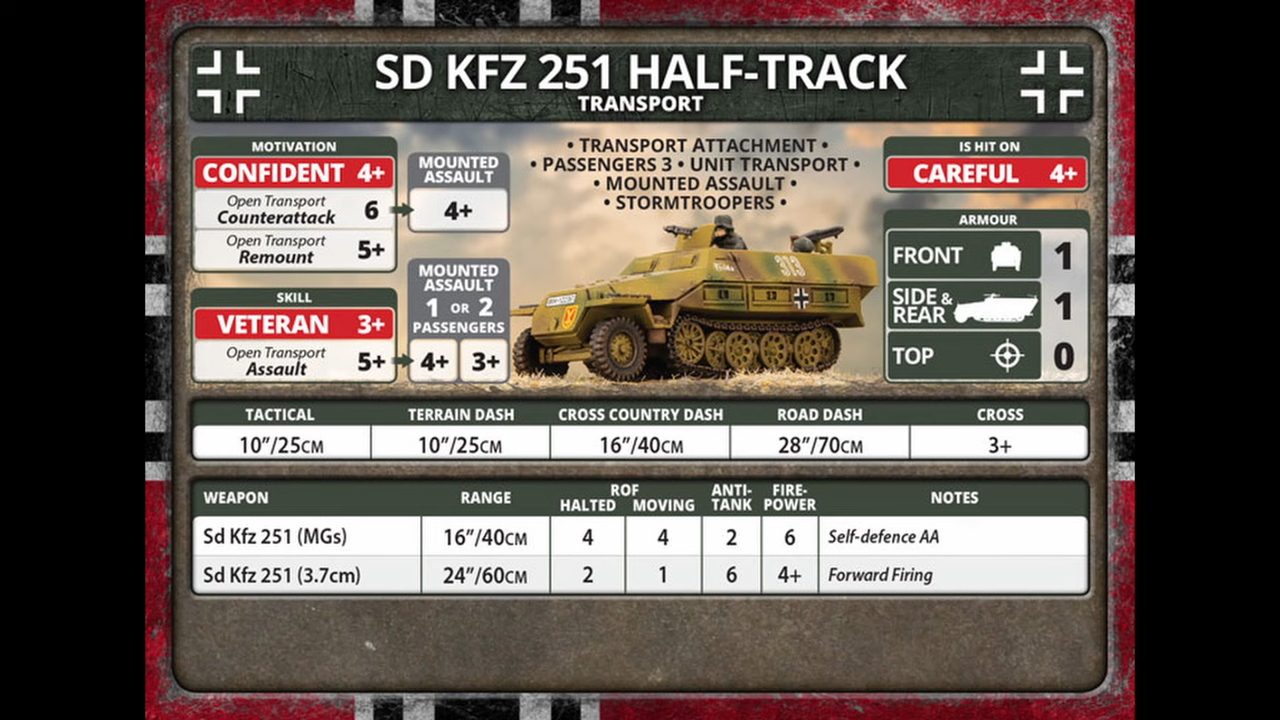 SD KFZ 251 HALF-TRACK
TRANSPORT
MOTIVATION
CONFIDENT 4+
Open Transport
Counterattack 6
Open Transport
Remount 5+
MOUNTED
ASSAULT
4+
SKILL
VETERAN 3+
Open Transport
Assault 5+
MOUNTED
ASSAULT
1 OR 2
PASSENGERS
4+ 3+
• TRANSPORT ATTACHMENT •
• PASSENGERS 3 • UNIT TRANSPORT •
• MOUNTED ASSAULT •
• STORMTROOPERS •
313
IS HIT ON
CAREFUL 4+
ARMOUR
FRONT 1
SIDE &
REAR 1
TOP 0
TACTICAL TERRAIN DASH CROSS COUNTRY DASH ROAD DASH CROSS
10"/25CM 10"/25CM 16"/40CM 28"/70CM 3+
WEAPON RANGE ROF HALTED MOVING ANTI-TANK FIRE-POWER NOTES
Sd Kfz 251 (MGs) 16"/40CM 4 4 2 6 Self-defence AA
Sd Kfz 251 (3.7cm) 24"/60CM 2 1 6 4+ Forward Firing